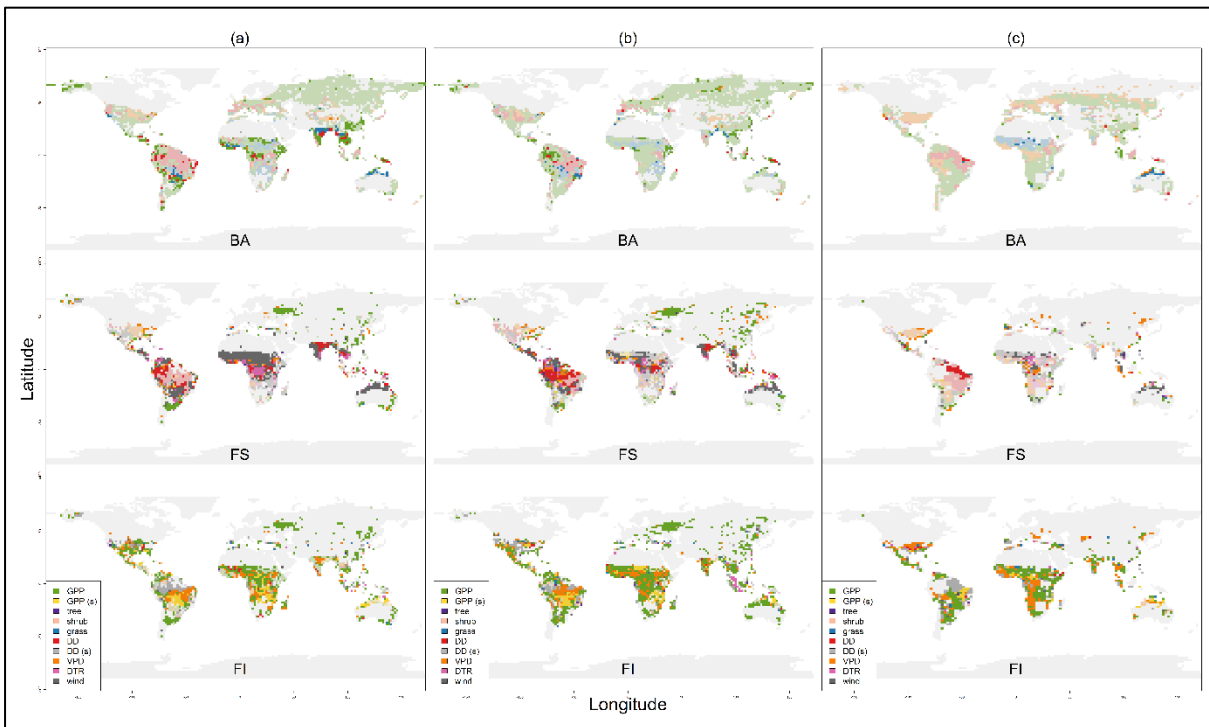 (a) (b) (c)
BA BA BA
FS FS FS
FI FI FI
Latitude
Longitude
GPP
GPP (s)
tree
shrub
grass
DD
DD (s)
VPD
DTR
wind
GPP
GPP (s)
tree
shrub
grass
DD
DD (s)
VPD
DTR
wind
GPP
GPP (s)
tree
shrub
grass
DD
DD (s)
VPD
DTR
wind